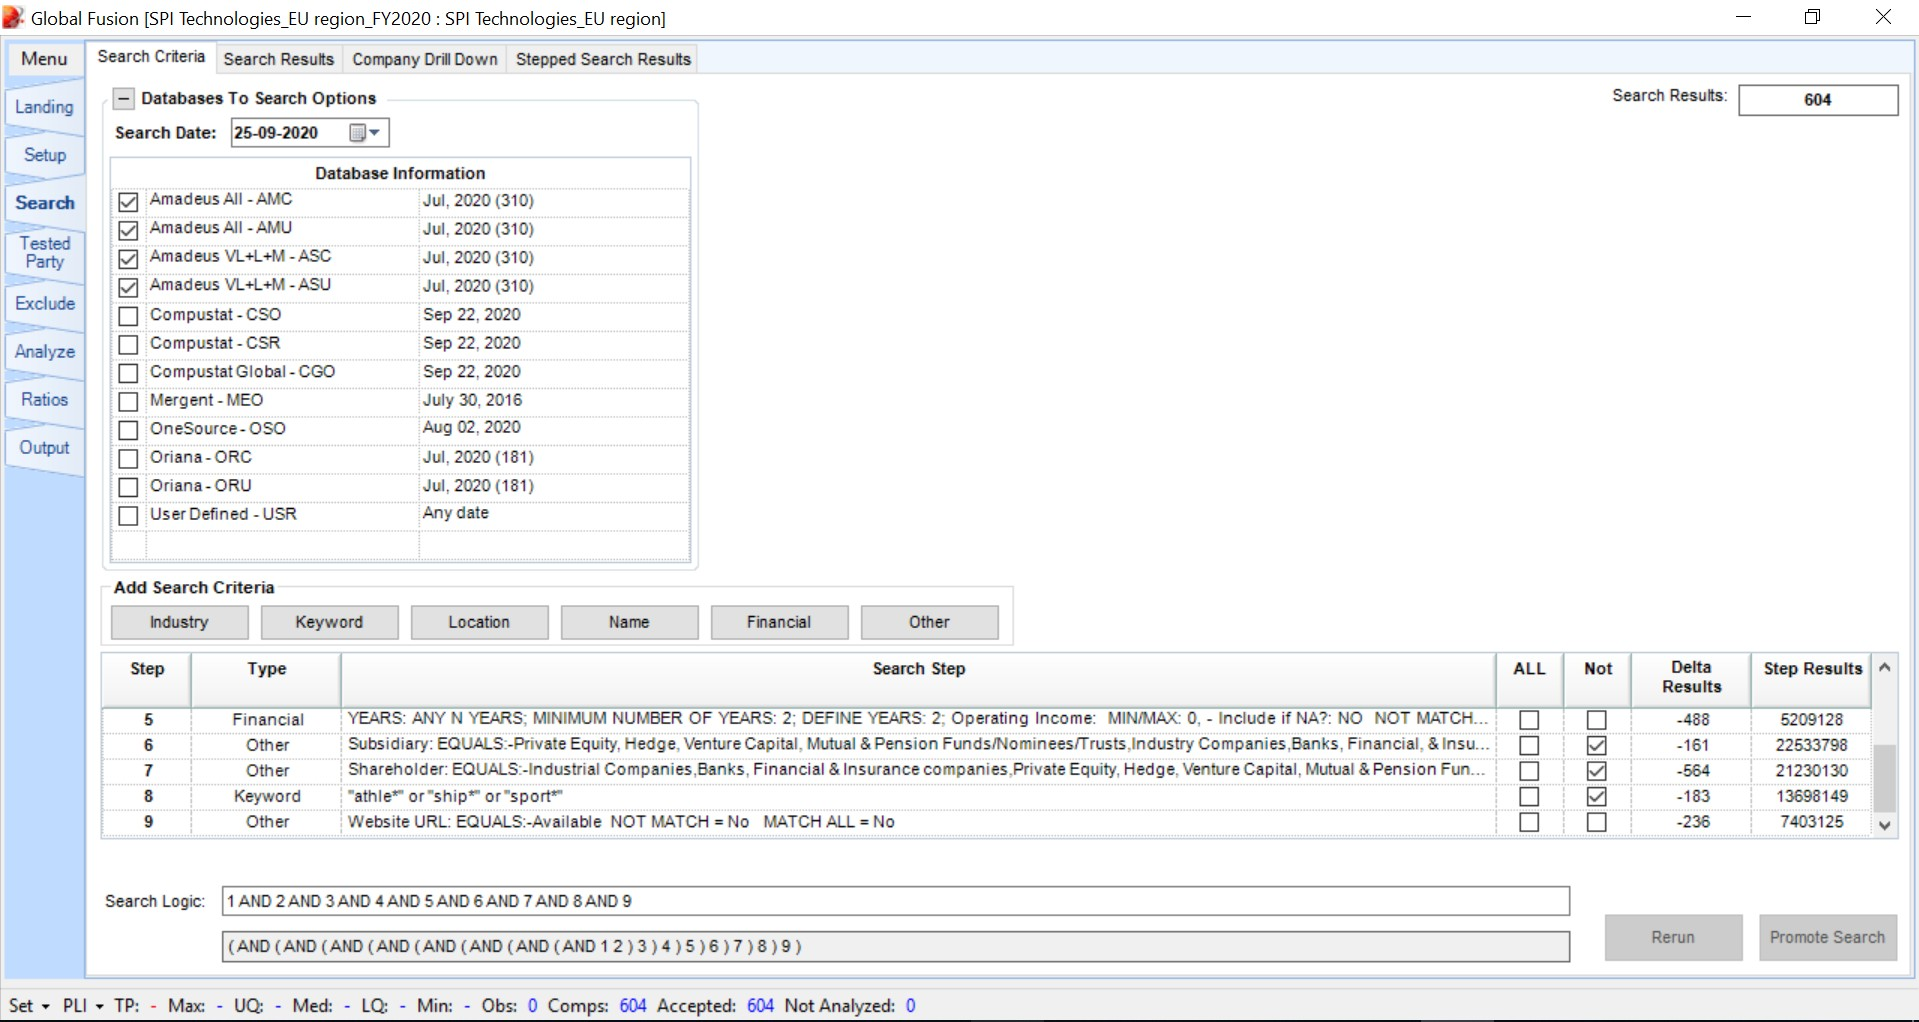 Global Fusion [SPI Technologies_EU region_FY2020 : SPI Technologies_EU region]
Menu
Search Criteria Search Results Company Drill Down Stepped Search Results
Landing
Setup
Search
Tested
Party
Exclude
Analyze
Ratios
Output
Databases To Search Options
Search Results: 604
Search Date: 25-09-2020
Database Information
Amadeus All - AMC Jul, 2020 (310)
Amadeus All - AMU Jul, 2020 (310)
Amadeus VL+L+M - ASC Jul, 2020 (310)
Amadeus VL+L+M - ASU Jul, 2020 (310)
Compustat - CSO Sep 22, 2020
Compustat - CSR Sep 22, 2020
Compustat Global - CGO Sep 22, 2020
Mergent - MEO July 30, 2016
OneSource - OSO Aug 02, 2020
Oriana - ORC Jul, 2020 (181)
Oriana - ORU Jul, 2020 (181)
User Defined - USR Any date
Add Search Criteria
Industry Keyword Location Name Financial Other
Step Type Search Step ALL Not Delta Results Step Results
5 Financial YEARS: ANY N YEARS; MINIMUM NUMBER OF YEARS: 2; DEFINE YEARS: 2; Operating Income: MIN/MAX: 0, - Include if NA?: NO NOT MATCH... -488 5209128
6 Other Subsidiary: EQUALS:-Private Equity, Hedge, Venture Capital, Mutual & Pension Funds/Nominees/Trusts,Industry Companies,Banks, Financial, & Insu... -161 22533798
7 Other Shareholder: EQUALS:-Industrial Companies,Banks, Financial & Insurance companies,Private Equity, Hedge, Venture Capital, Mutual & Pension Fun... -564 21230130
8 Keyword "athle*" or "ship*" or "sport*" -183 13698149
9 Other Website URL: EQUALS:-Available NOT MATCH = No MATCH ALL = No -236 7403125
Search Logic: 1 AND 2 AND 3 AND 4 AND 5 AND 6 AND 7 AND 8 AND 9
( AND ( AND ( AND ( AND ( AND ( AND ( AND ( AND 1 2 ) 3 ) 4 ) 5 ) 6 ) 7 ) 8 ) 9 )
Rerun Promote Search
Set PLI TP: - Max: - UQ: - Med: - LQ: - Min: - Obs: 0 Comps: 604 Accepted: 604 Not Analyzed: 0